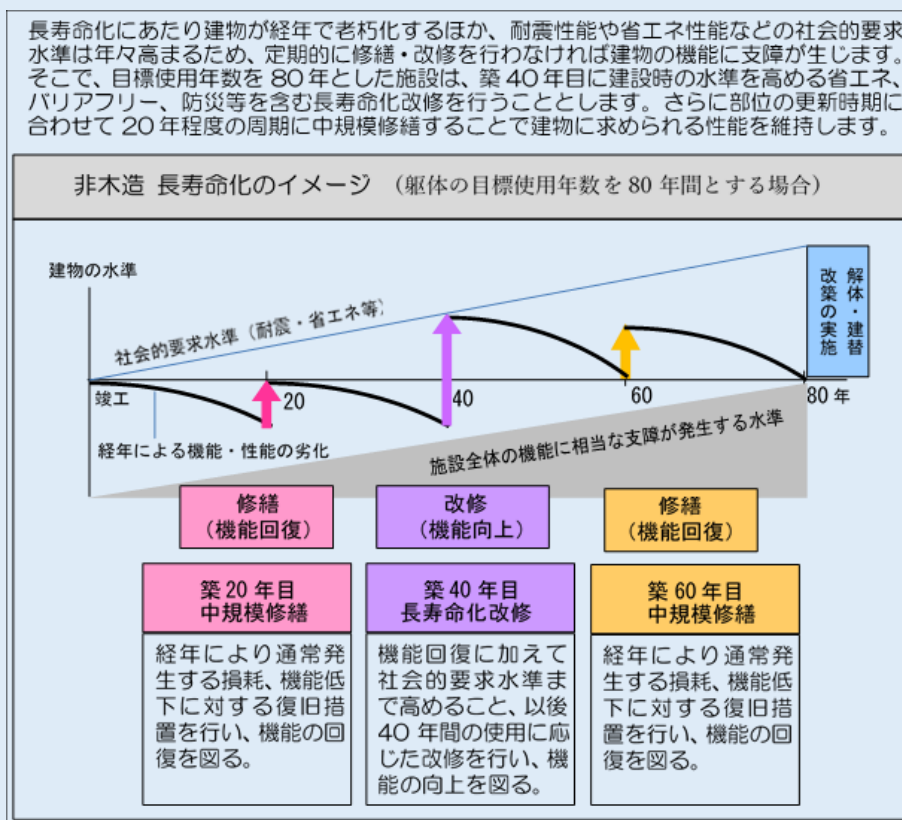 長寿命化にあたり建物が経年で老朽化するほか、耐震性能や省エネ性能などの社会的要求
水準は年々高まるため、定期的に修繕・改修を行わなければ建物の機能に支障が生じます。
そこで、目標使用年数を 80 年とした施設は、築 40 年目に建設時の水準を高める省エネ、
バリアフリー、防災等を含む長寿命化改修を行うこととします。さらに部位の更新時期に
合わせて 20 年程度の周期に中規模修繕することで建物に求められる性能を維持します。
非木造 長寿命化のイメージ （躯体の目標使用年数を 80 年間とする場合）
建物の水準
社会的要求水準（耐震・省エネ等）
解体・建替
改築の実施
竣工
20
40
60
80 年
経年による機能・性能の劣化
施設全体の機能に相当な支障が発生する水準
修繕
（機能回復）
改修
（機能向上）
修繕
（機能回復）
築 20 年目
中規模修繕
経年により通常発
生する損耗、機能低
下に対する復旧措
置を行い、機能の回
復を図る。
築 40 年目
長寿命化改修
機能回復に加えて
社会的要求水準ま
で高めること、以後
40 年間の使用に応
じた改修を行い、機
能の向上を図る。
築 60 年目
中規模修繕
経年により通常発
生する損耗、機能低
下に対する復旧措
置を行い、機能の回
復を図る。